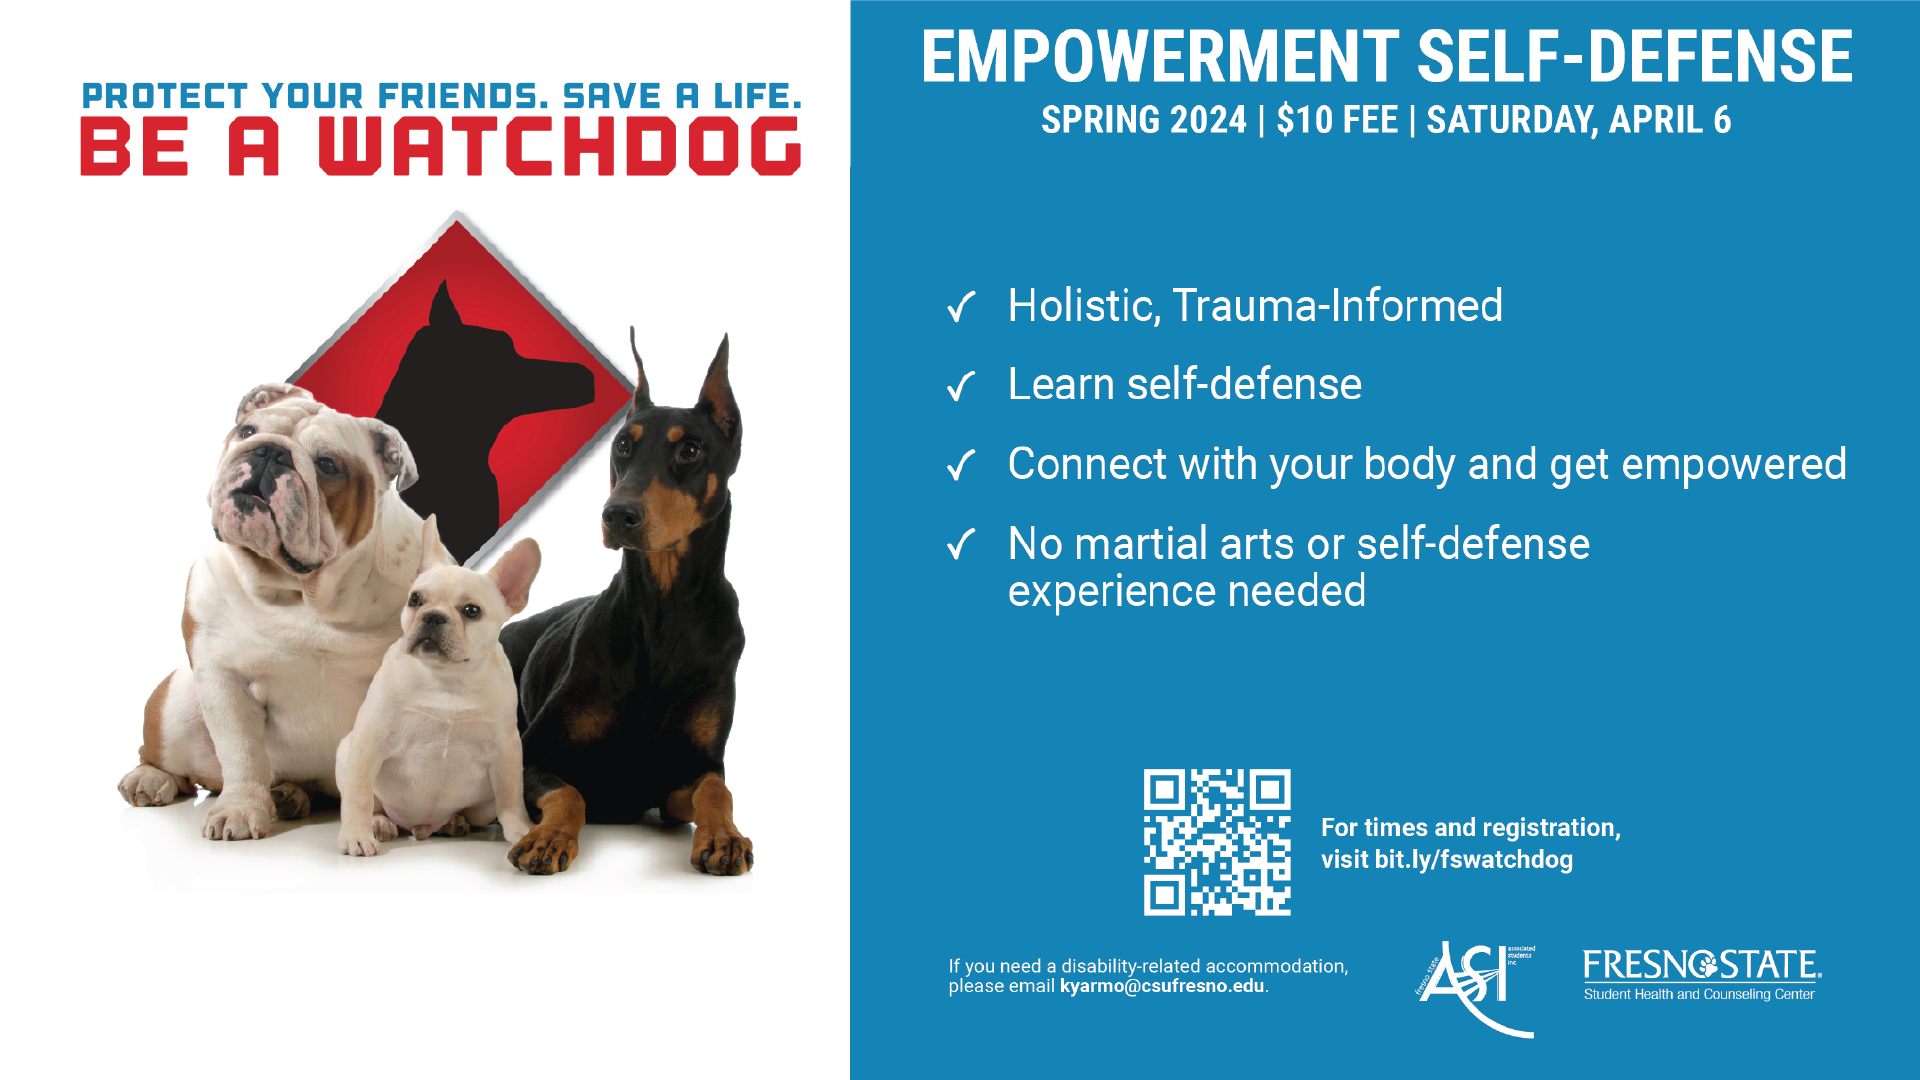 PROTECT YOUR FRIENDS. SAVE A LIFE.
BE A WATCHDOG
EMPOWERMENT SELF-DEFENSE
SPRING 2024 | $10 FEE | SATURDAY, APRIL 6
✓ Holistic, Trauma-Informed
✓ Learn self-defense
✓ Connect with your body and get empowered
✓ No martial arts or self-defense
experience needed
For times and registration,
visit bit.ly/fswatchdog
If you need a disability-related accommodation,
please email kyarmo@csufresno.edu.
fresno state
ASI
associated
students
inc.
FRESNO STATE®
Student Health and Counseling Center